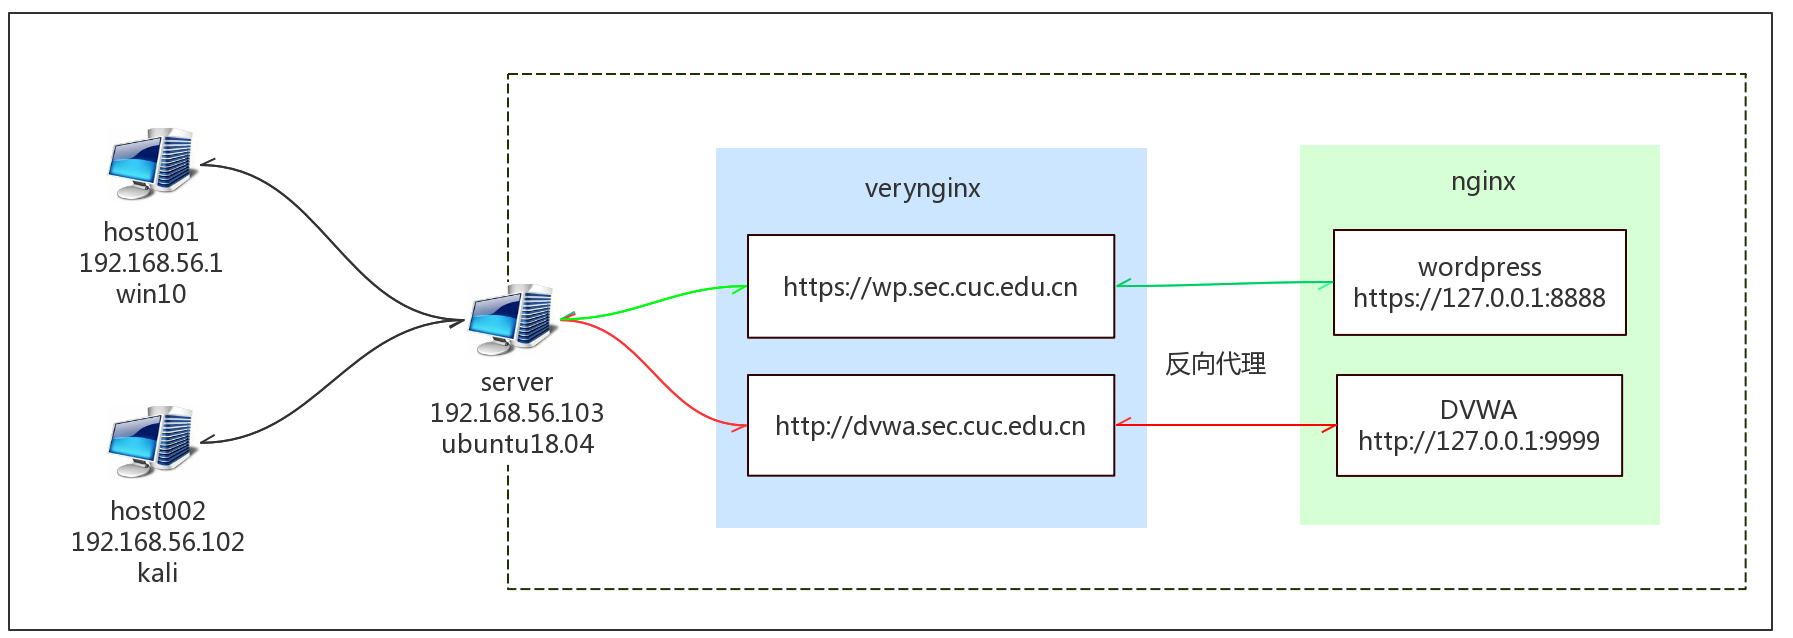 host001
192.168.56.1
win10
host002
192.168.56.102
kali
server
192.168.56.103
ubuntu18.04
verynginx
https://wp.sec.cuc.edu.cn
http://dvwa.sec.cuc.edu.cn
反向代理
nginx
wordpress
https://127.0.0.1:8888
DVWA
http://127.0.0.1:9999